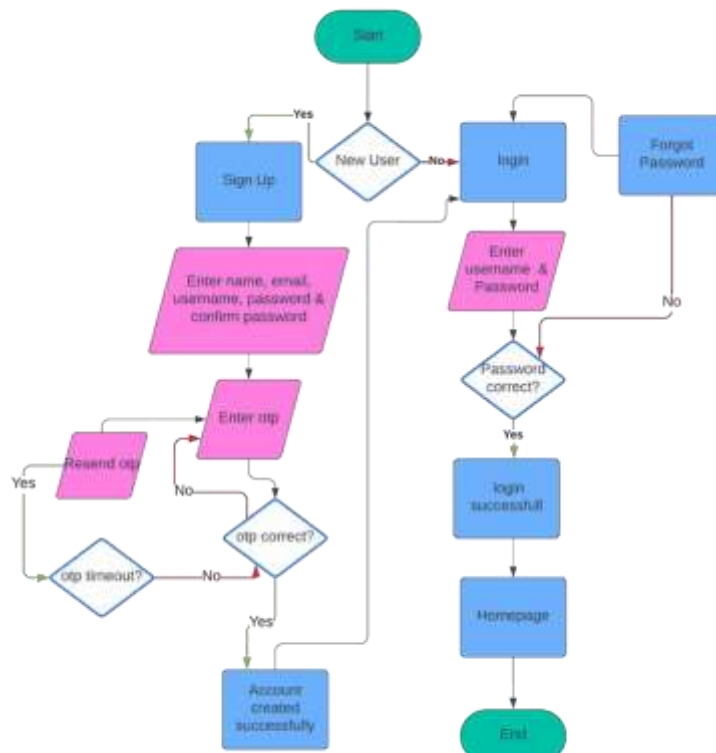 Start
Yes
New User
No
login
Forgot
Password
Sign Up
Enter name, email,
username, password &
confirm password
Enter
username &
Password
No
Password
correct?
Enter otp
Resend otp
Yes
Yes
No
login
successfull
otp correct?
otp timeout?
No
Homepage
Yes
Account
created
successfully
End